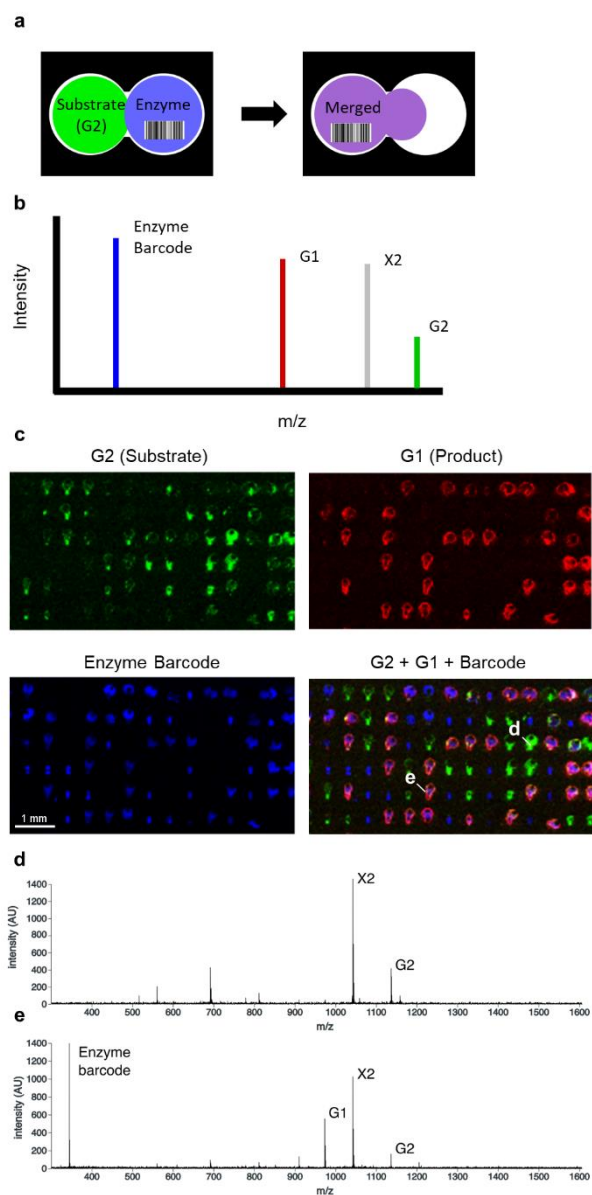 a
Substrate
(G2)
Enzyme
Merged
b
Intensity
Enzyme
Barcode
G1
X2
G2
m/z
c
G2 (Substrate)
G1 (Product)
Enzyme Barcode
G2 + G1 + Barcode
1 mm
d
e
d
intensity (AU)
1400
1200
1000
800
600
400
200
0
X2
G2
400 500 600 700 800 900 1000 1100 1200 1300 1400 1500 1600
m/z
e
intensity (AU)
1400
1200
1000
800
600
400
200
0
Enzyme
barcode
G1
X2
G2
400 500 600 700 800 900 1000 1100 1200 1300 1400 1500 1600
m/z